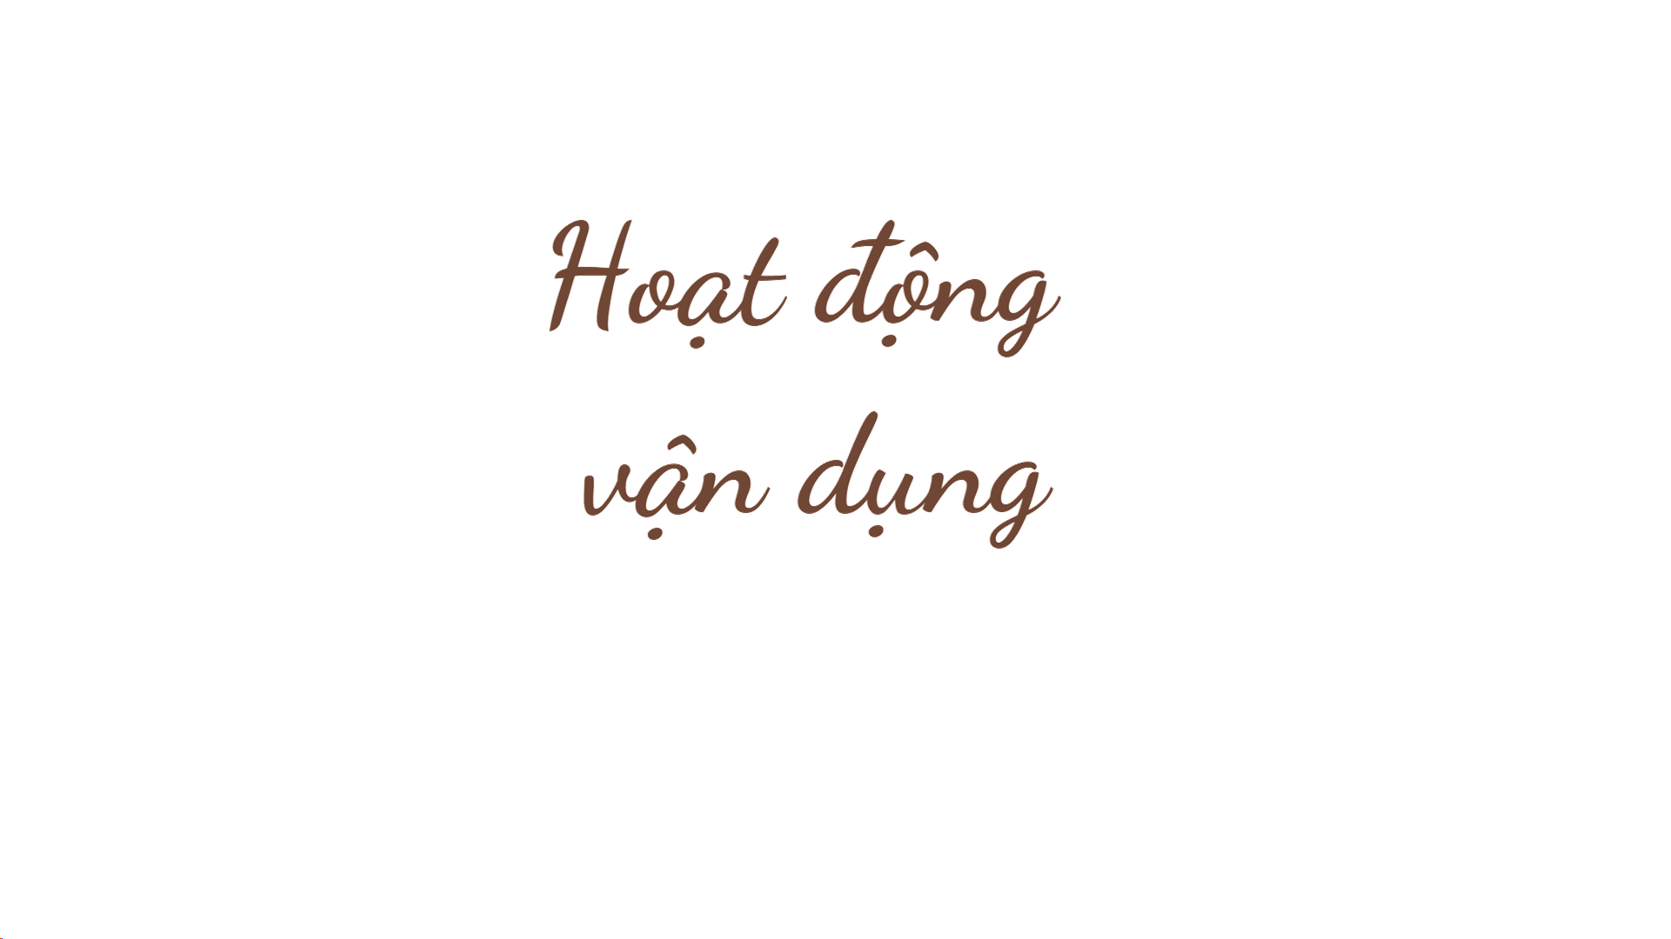 Hoạt động
vận dụng